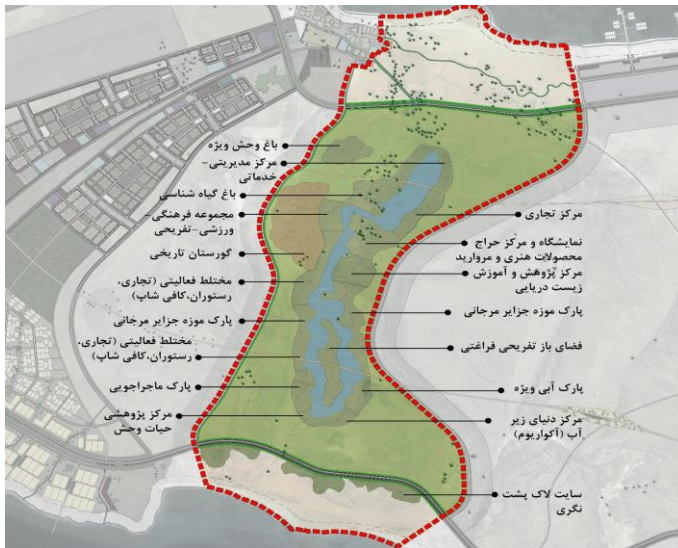 باغ وحش ویژه
مرکز مدیریتی-
خدماتی
باغ گیاه شناسی
مجموعه فرهنگی-
ورزشی-تفریحی
گورستان تاریخی
مختلط فعالیتی (تجاری،
رستوران،کافی شاپ)
پارک موزه جزایر مرجانی
مختلط فعالیتی (تجاری،
رستوران،کافی شاپ)
پارک ماجراجویی
مرکز پژوهشی
حیات وحش
مرکز تجاری
نمایشگاه و مرکز حراج
محصولات هنری و مروارید
مرکز پژوهش و آموزش
زیست دریایی
پارک موزه جزایر مرجانی
فضای باز تفریحی فراغتی
پارک آبی ویژه
مرکز دنیای زیر
آب (آکواریوم)
سایت لاک پشت
نگری